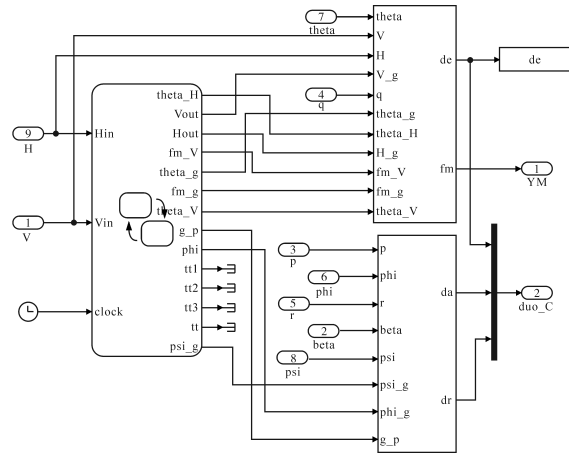 7
theta
9
H
1
V
Hin
Vin
clock
theta_H
Vout
Hout
fm_V
theta_g
fm_g
theta_V
g_p
phi
tt1
tt2
tt3
tt
psi_g
4
q
theta
V
H
V_g
q
theta_g
theta_H
H_g
fm_V
fm_g
theta_V
de
fm
de
1
YM
3
p
6
phi
5
r
2
beta
8
psi
p
phi
r
beta
psi
psi_g
phi_g
g_p
da
dr
2
duo_C